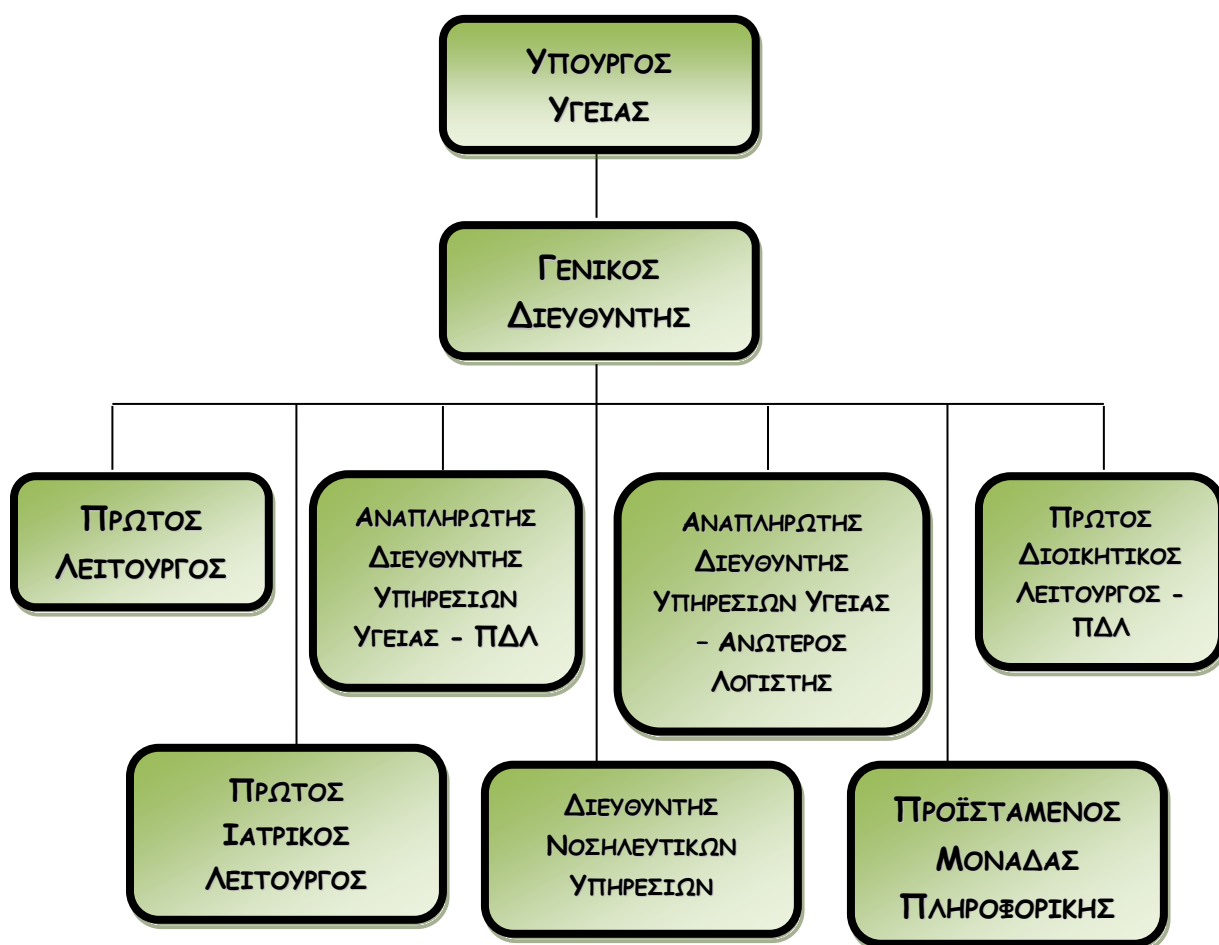 ΥΠΟΥΡΓΟΣ
ΥΓΕΙΑΣ
ΓΕΝΙΚΟΣ
ΔΙΕΥΘΥΝΤΗΣ
ΠΡΩΤΟΣ
ΛΕΙΤΟΥΡΓΟΣ
ΑΝΑΠΛΗΡΩΤΗΣ
ΔΙΕΥΘΥΝΤΗΣ
ΥΠΗΡΕΣΙΩΝ
ΥΓΕΙΑΣ - ΠΔΛ
ΑΝΑΠΛΗΡΩΤΗΣ
ΔΙΕΥΘΥΝΤΗΣ
ΥΠΗΡΕΣΙΩΝ ΥΓΕΙΑΣ
– ΑΝΩΤΕΡΟΣ
ΛΟΓΙΣΤΗΣ
ΠΡΩΤΟΣ
ΔΙΟΙΚΗΤΙΚΟΣ
ΛΕΙΤΟΥΡΓΟΣ -
ΠΔΛ
ΠΡΩΤΟΣ
ΙΑΤΡΙΚΟΣ
ΛΕΙΤΟΥΡΓΟΣ
ΔΙΕΥΘΥΝΤΗΣ
ΝΟΣΗΛΕΥΤΙΚΩΝ
ΥΠΗΡΕΣΙΩΝ
ΠΡΟΪΣΤΑΜΕΝΟΣ
ΜΟΝΑΔΑΣ
ΠΛΗΡΟΦΟΡΙΚΗΣ